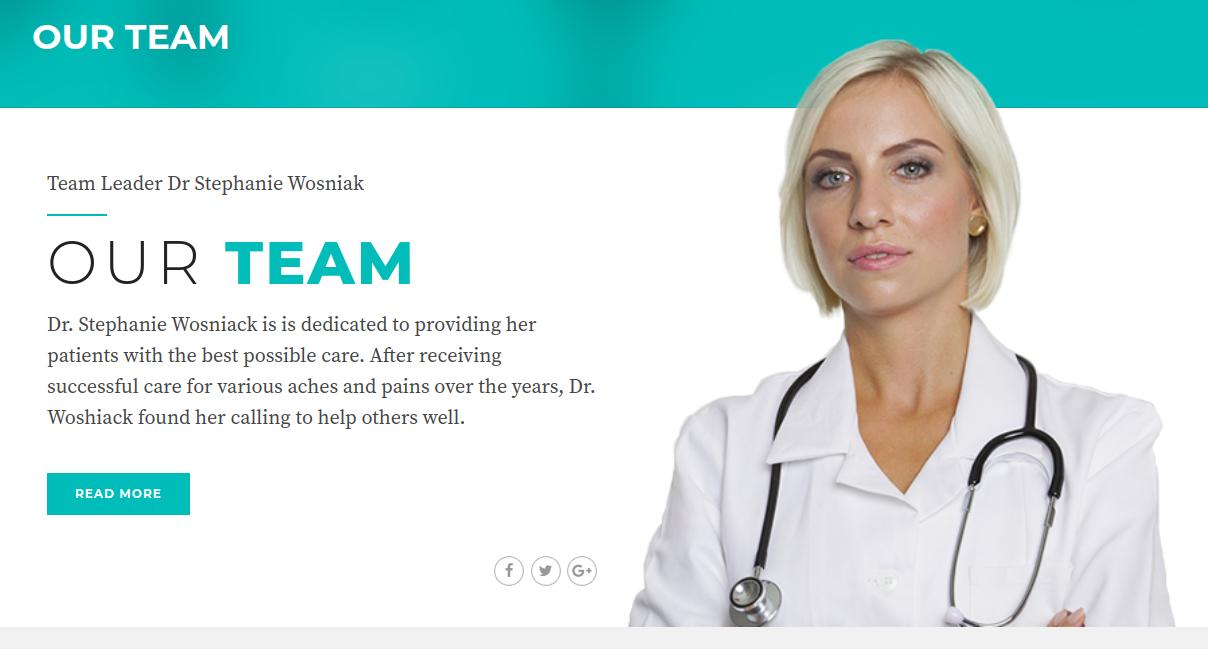 OUR TEAM
Team Leader Dr Stephanie Wosniak
OUR TEAM
Dr. Stephanie Wosniack is is dedicated to providing her
patients with the best possible care. After receiving
successful care for various aches and pains over the years, Dr.
Woshiack found her calling to help others well.
READ MORE
f G+